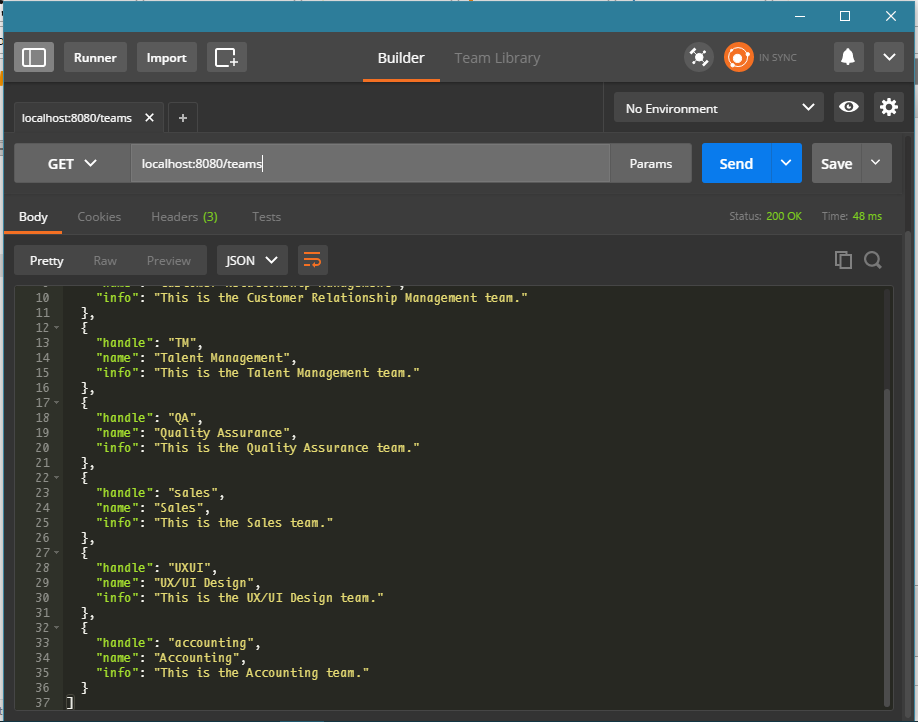 Runner
Import
Builder
Team Library
IN SYNC
localhost:8080/teams
No Environment
GET
localhost:8080/teams
Params
Send
Save
Body
Cookies
Headers (3)
Tests
Status: 200 OK
Time: 48 ms
Pretty
Raw
Preview
JSON
10 "info": "This is the Customer Relationship Management team."
11 },
12 {
13 "handle": "TM",
14 "name": "Talent Management",
15 "info": "This is the Talent Management team."
16 },
17 {
18 "handle": "QA",
19 "name": "Quality Assurance",
20 "info": "This is the Quality Assurance team."
21 },
22 {
23 "handle": "sales",
24 "name": "Sales",
25 "info": "This is the Sales team."
26 },
27 {
28 "handle": "UXUI",
29 "name": "UX/UI Design",
30 "info": "This is the UX/UI Design team."
31 },
32 {
33 "handle": "accounting",
34 "name": "Accounting",
35 "info": "This is the Accounting team."
36 }
37 ]